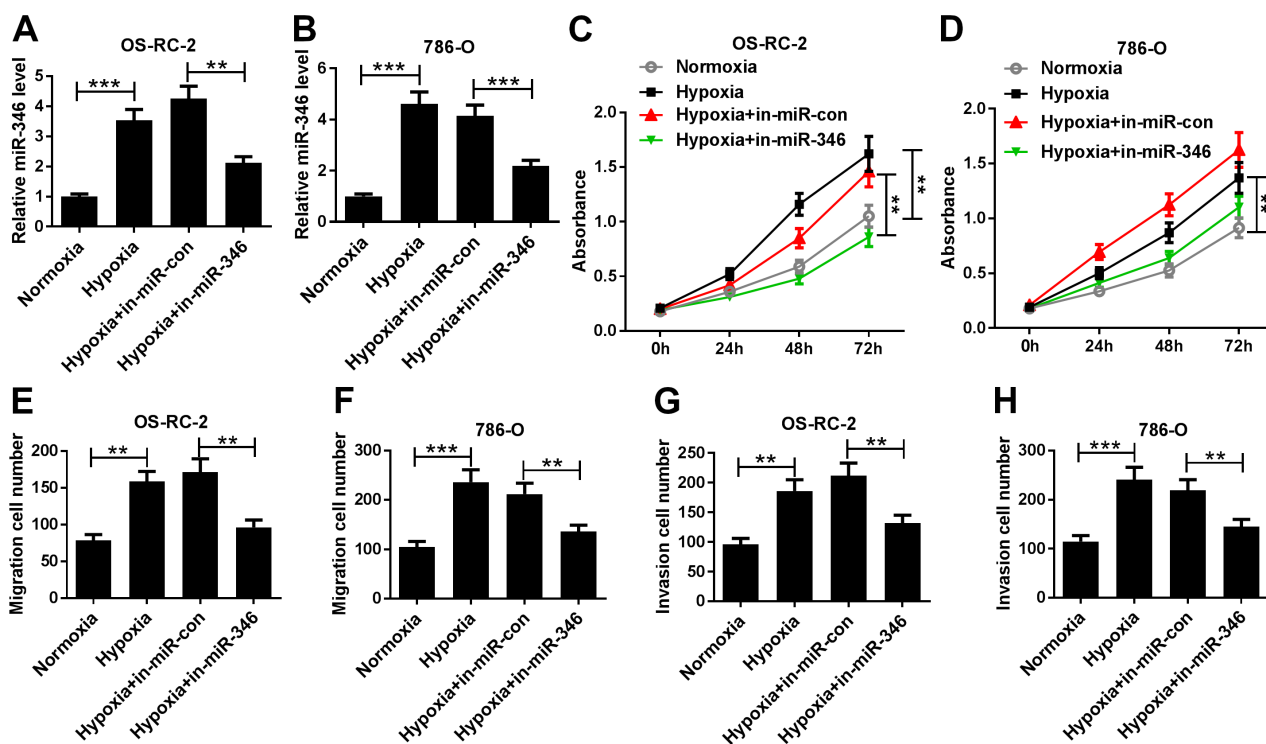 A
OS-RC-2
Relative miR-346 level
5
4
3
2
1
0
***
**
Normoxia
Hypoxia
Hypoxia+in-miR-con
Hypoxia+in-miR-346
B
786-O
Relative miR-346 level
6
4
2
0
***
***
Normoxia
Hypoxia
Hypoxia+in-miR-con
Hypoxia+in-miR-346
C
OS-RC-2
Normoxia
Hypoxia
Hypoxia+in-miR-con
Hypoxia+in-miR-346
Absorbance
2.0
1.5
1.0
0.5
0.0
0h 24h 48h 72h
**
**
D
786-O
Normoxia
Hypoxia
Hypoxia+in-miR-con
Hypoxia+in-miR-346
Absorbance
2.0
1.5
1.0
0.5
0.0
0h 24h 48h 72h
**
E
OS-RC-2
Migration cell number
200
150
100
50
0
**
**
Normoxia
Hypoxia
Hypoxia+in-miR-con
Hypoxia+in-miR-346
F
786-O
Migration cell number
300
200
100
0
***
**
Normoxia
Hypoxia
Hypoxia+in-miR-con
Hypoxia+in-miR-346
G
OS-RC-2
Invasion cell number
250
200
150
100
50
0
**
**
Normoxia
Hypoxia
Hypoxia+in-miR-con
Hypoxia+in-miR-346
H
786-O
Invasion cell number
300
200
100
0
***
**
Normoxia
Hypoxia
Hypoxia+in-miR-con
Hypoxia+in-miR-346